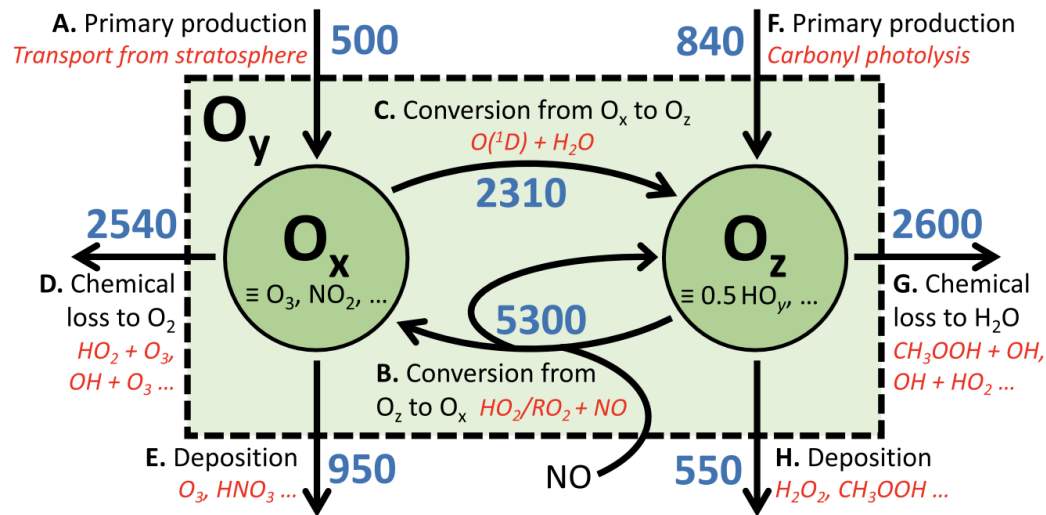 A. Primary production
Transport from stratosphere
500
840
F. Primary production
Carbonyl photolysis
Oy
C. Conversion from Ox to Oz
O(¹D) + H₂O
2310
2540
Ox
≡ O₃, NO₂, ...
Oz
≡ 0.5 HOy, ...
2600
D. Chemical
loss to O₂
HO₂ + O₃,
OH + O₃ ...
5300
B. Conversion from
Oz to Ox HO₂/RO₂ + NO
G. Chemical
loss to H₂O
CH₃OOH + OH,
OH + HO₂ ...
E. Deposition
O₃, HNO₃ ...
950
NO
550
H. Deposition
H₂O₂, CH₃OOH ...